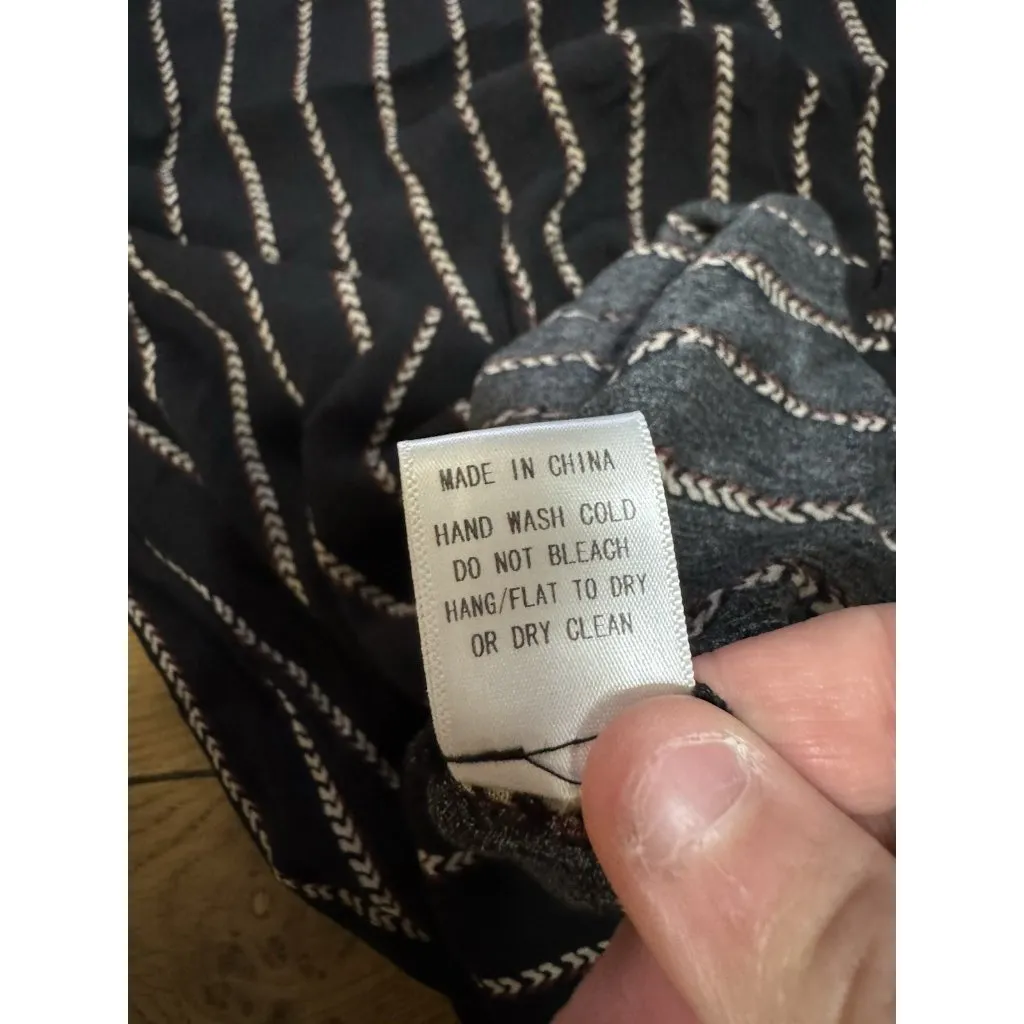 MADE IN CHINA
HAND WASH COLD
DO NOT BLEACH
HANG/FLAT TO DRY
OR DRY CLEAN